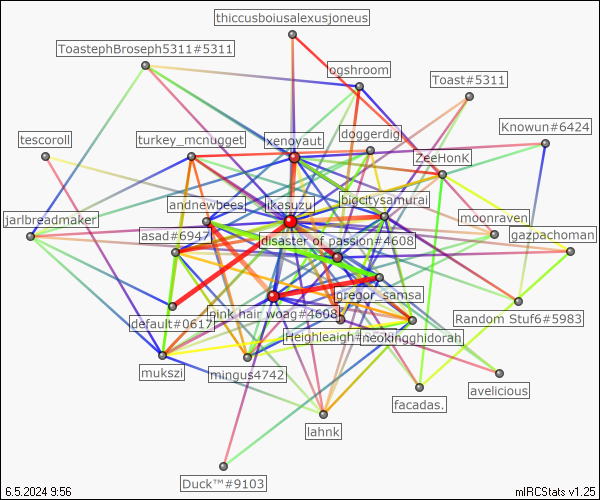 thiccusboiusalexusjoneus
ToastephBroseph5311#5311
ogshroom
Toast#5311
Knowun#6424
tescoroll
turkey_mcnugget
xenoyaut
doggerdig
ZeeHonK
jarlbreadmaker
andnewbees
ikasuzu
bigcitysamurai
moonraven
asad#6947
disaster of passion#4608
gazpachoman
default#0617
pink hair woag#4608
gregor_samsa
Random Stuf6#5983
Heighleigh#
neokingghidorah
mukszi
mingus4742
avelicious
facadas.
lahnk
Duck™#9103
6.5.2024 9:56
mIRCStats v1.25